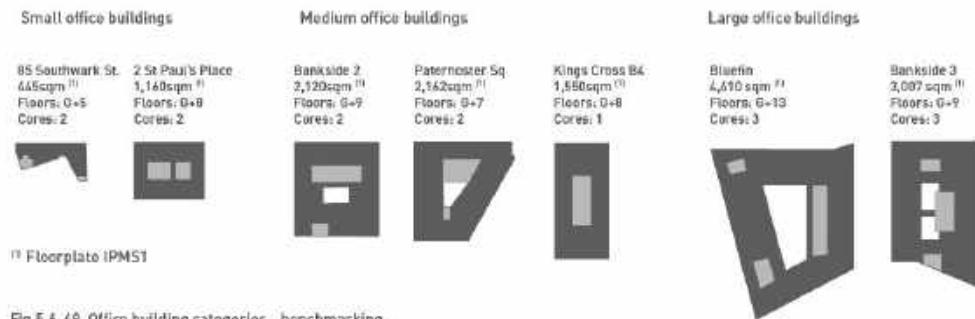 Small office buildings
Medium office buildings
Large office buildings
85 Southwark St.
445sqm (1)
Floors: G+5
Cores: 2
2 St Paul's Place
1,160sqm (1)
Floors: G+8
Cores: 2
Bankside 2
2,120sqm (1)
Floors: G+9
Cores: 2
Paternoster Sq
2,162sqm (1)
Floors: G+7
Cores: 2
Kings Cross B4
1,550sqm (1)
Floors: G+8
Cores: 1
Bluefin
4,410 sqm (1)
Floors: G+13
Cores: 3
Bankside 3
3,007 sqm (1)
Floors: G+9
Cores: 3
(1) Floorplate IPMS1
Office building categories - benchmarking